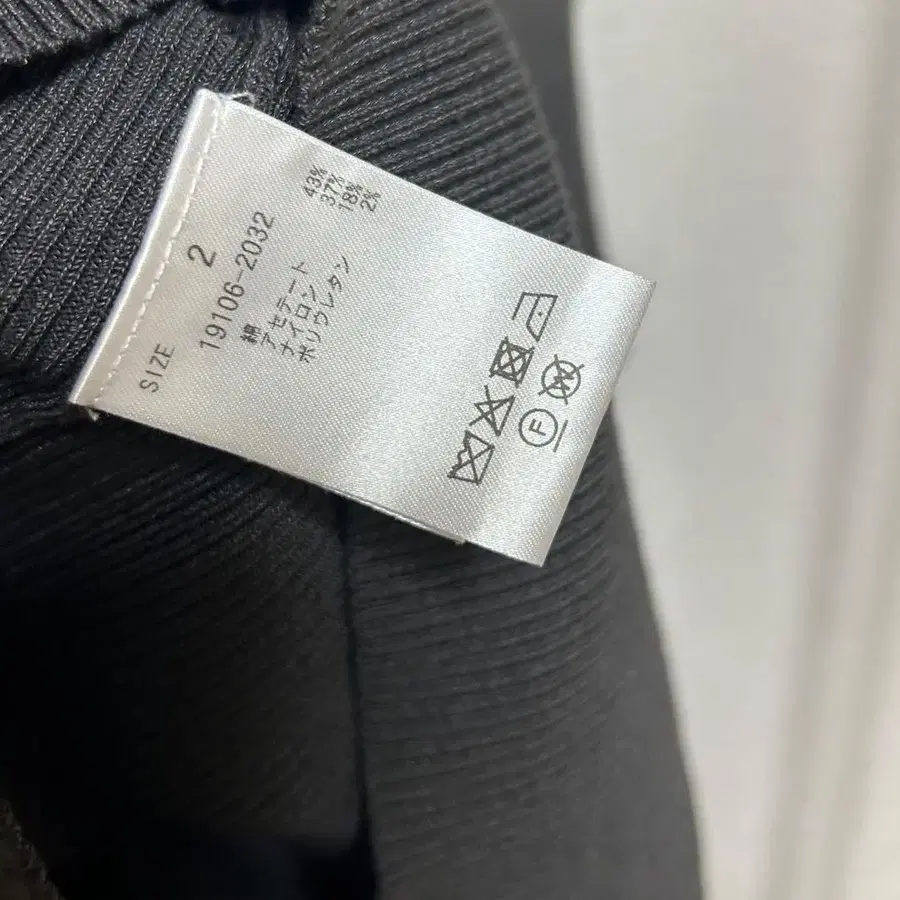 SIZE 2
19106-2032
綿 43%
アセテート 37%
ナイロン 18%
ポリウレタン 2%
F
W